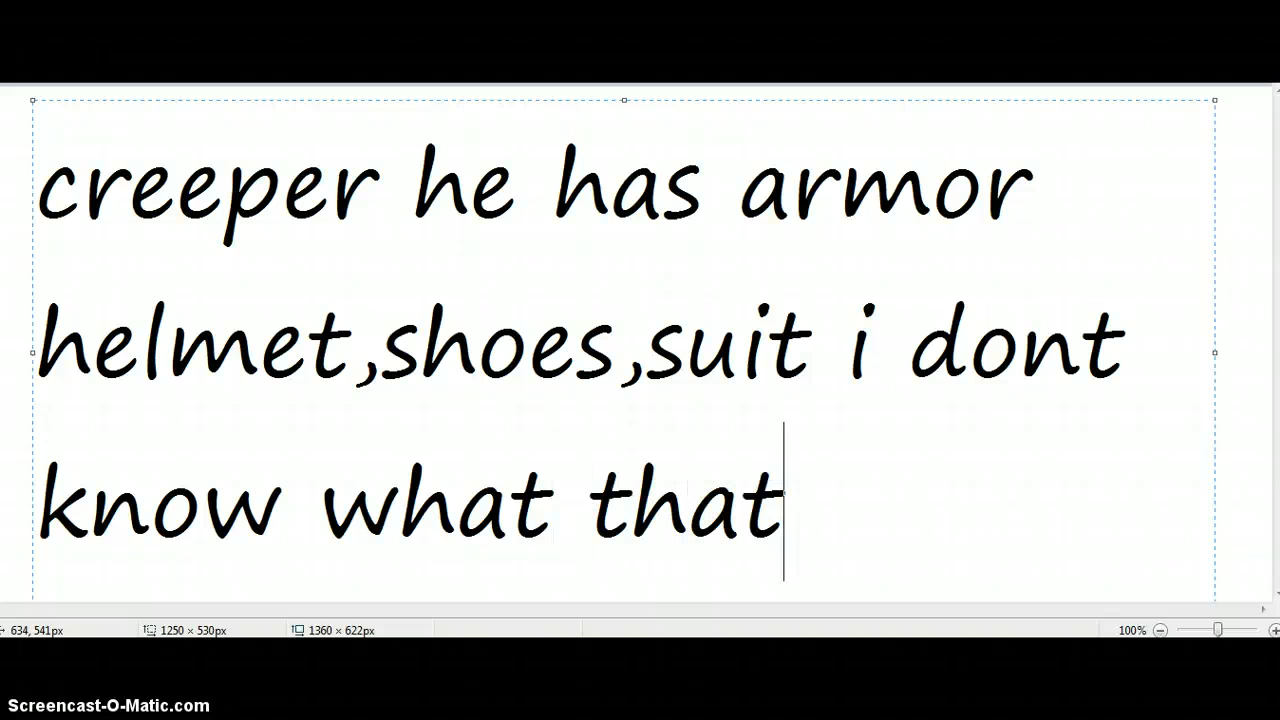 creeper he has armor
helmet,shoes,suit i dont
know what that
634, 541px 1250 × 530px 1360 × 622px 100%
Screencast-O-Matic.com